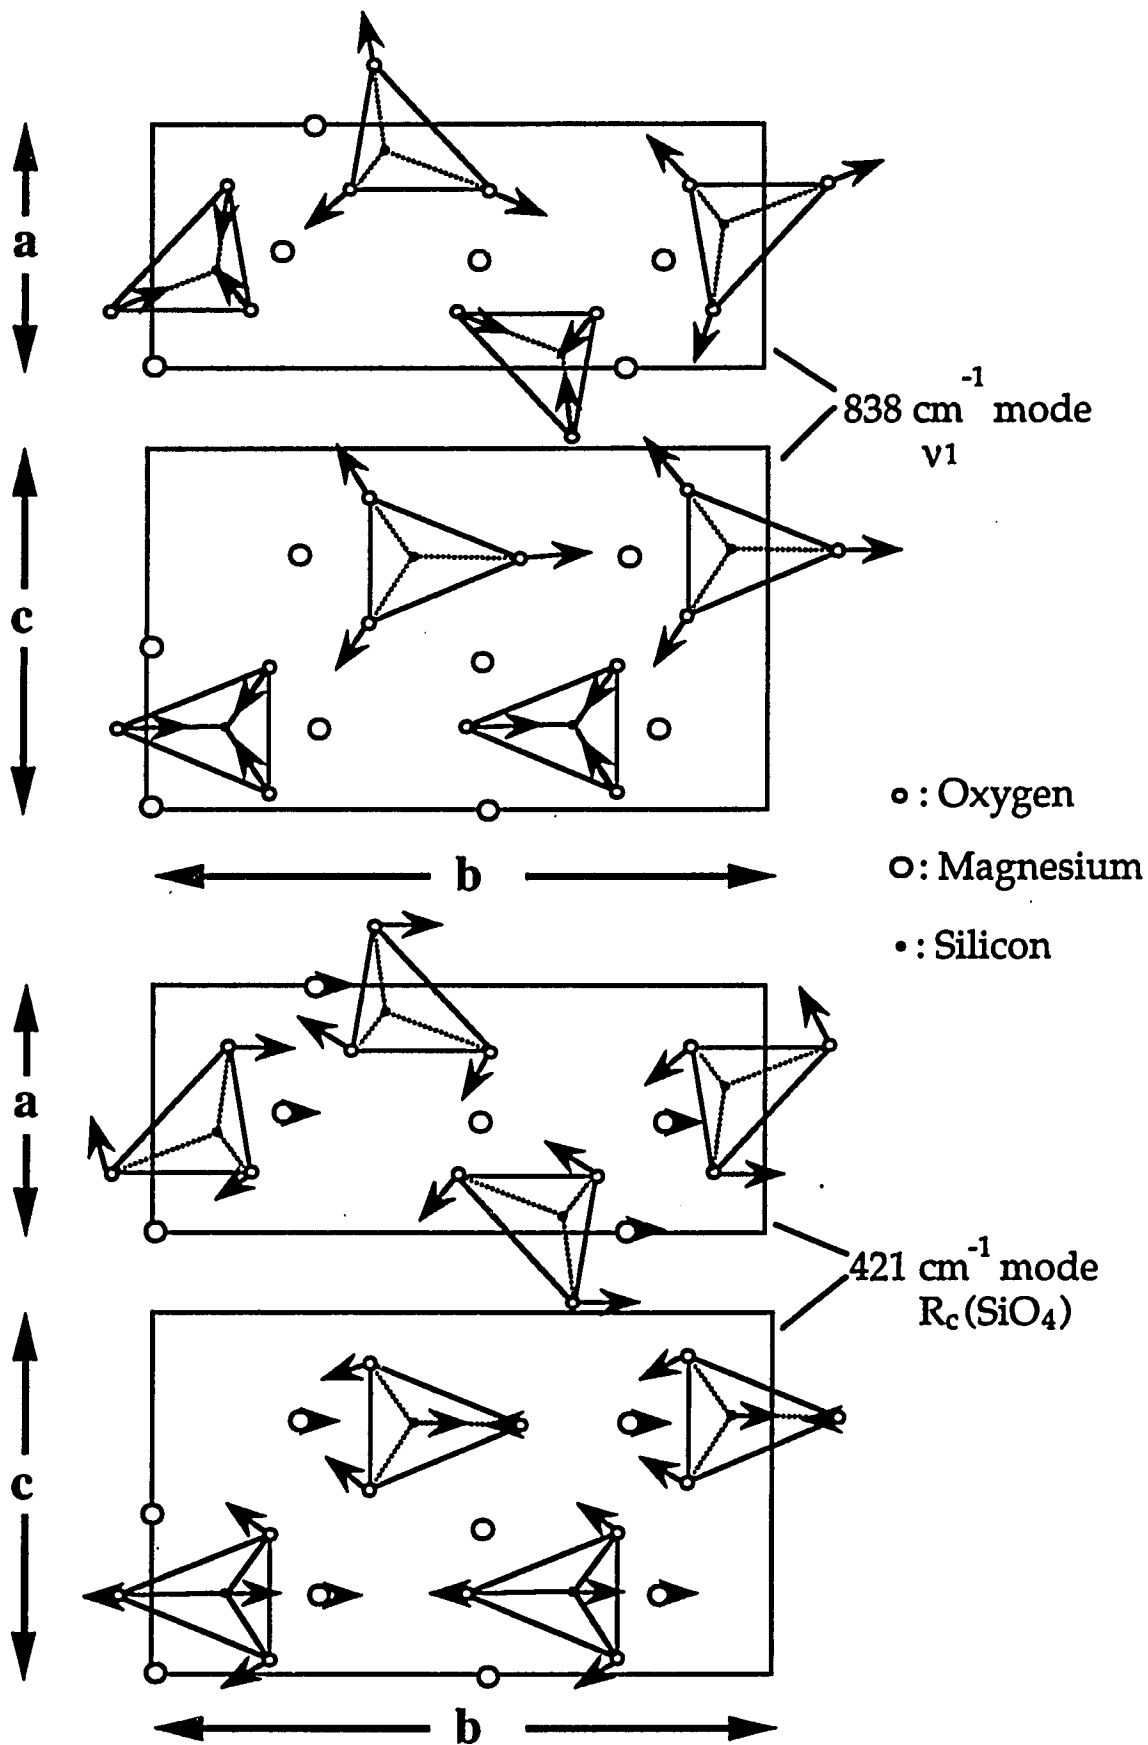 a
838 cm-1 mode
ν1
c
o : Oxygen
b
O : Magnesium
• : Silicon
a
421 cm-1 mode
Rc (SiO4)
c
b